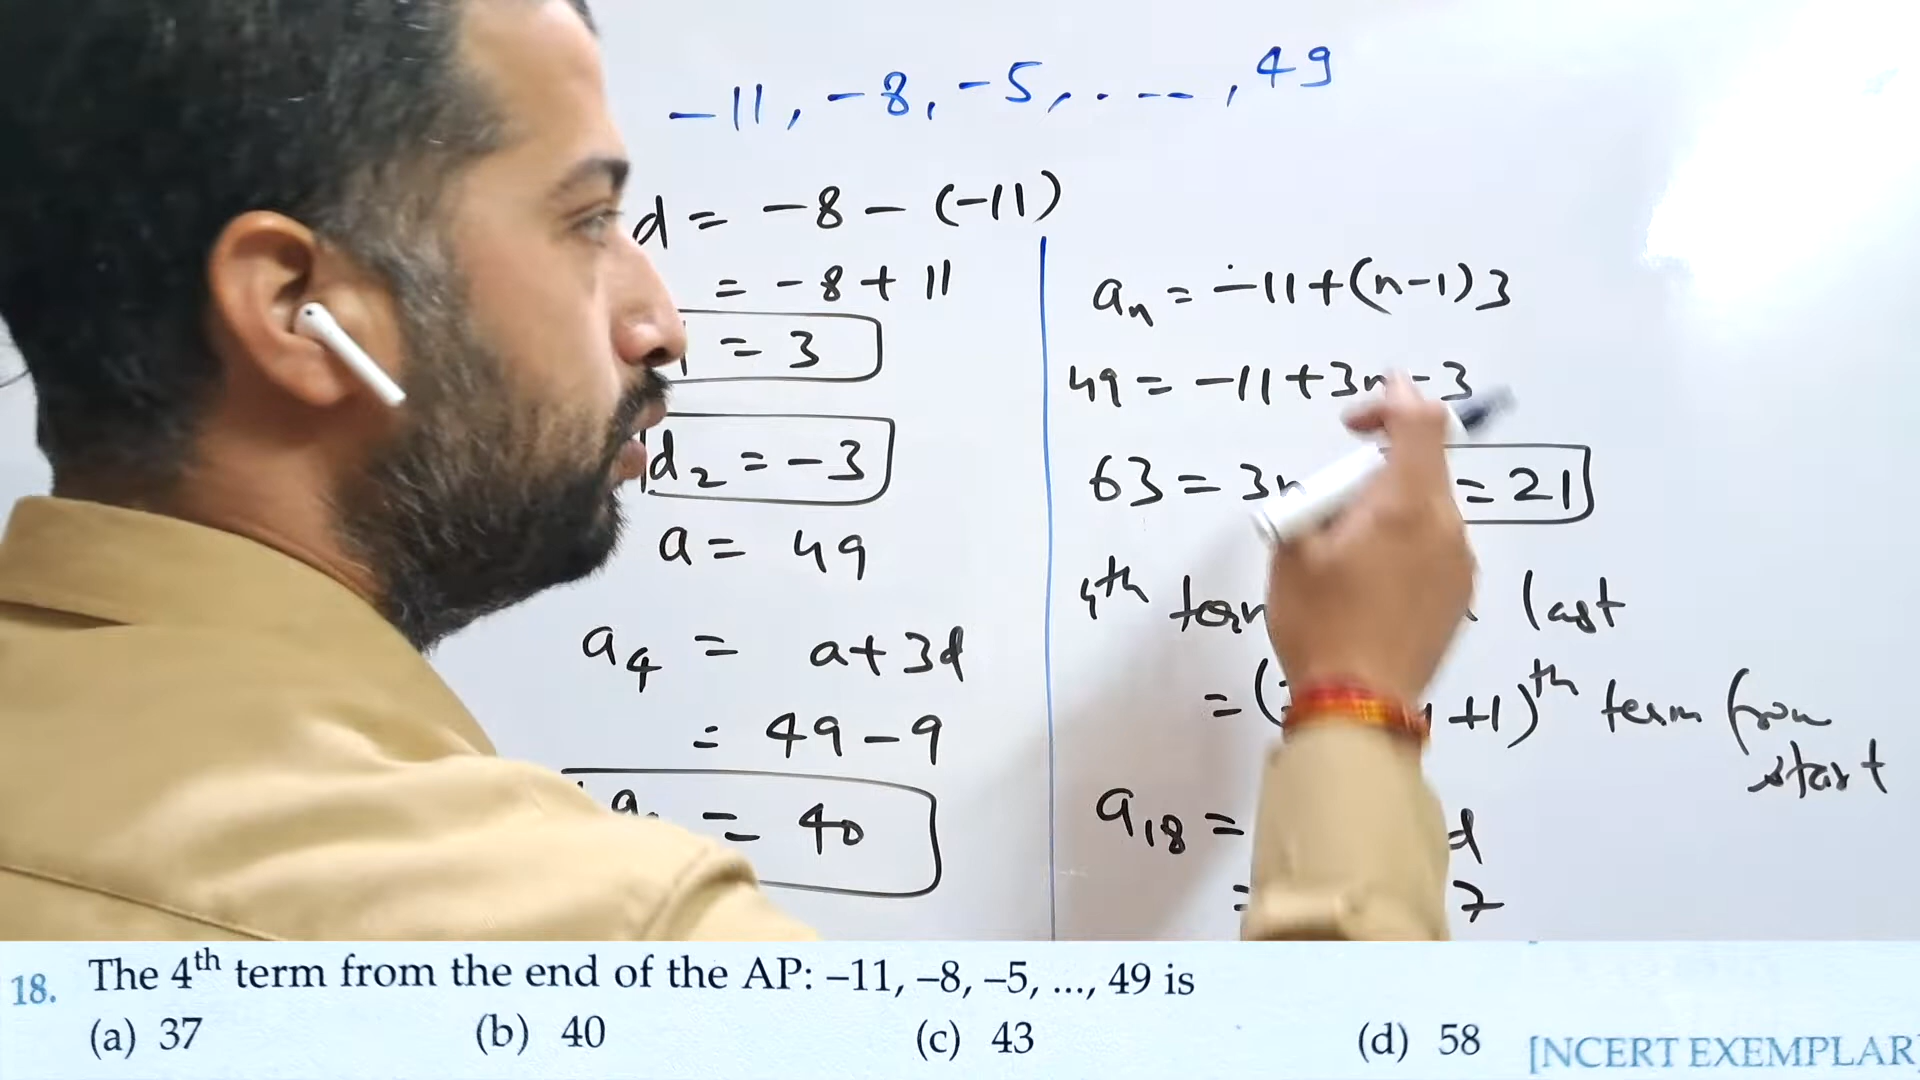 -11, -8, -5, . --- , 49
d = -8 - (-11)
= -8 + 11
= 3
d₂ = -3
a = 49
a₄ = a + 3d
= 49 - 9
= 40
aₙ = -11 + (n-1)3
49 = -11 + 3n - 3
63 = 3n = 21
4th term last
= ( +1)th term from start
a₁₈ = d
=
18. The 4th term from the end of the AP: –11, –8, –5, ..., 49 is
(a) 37 (b) 40 (c) 43 (d) 58 [NCERT EXEMPLAR]